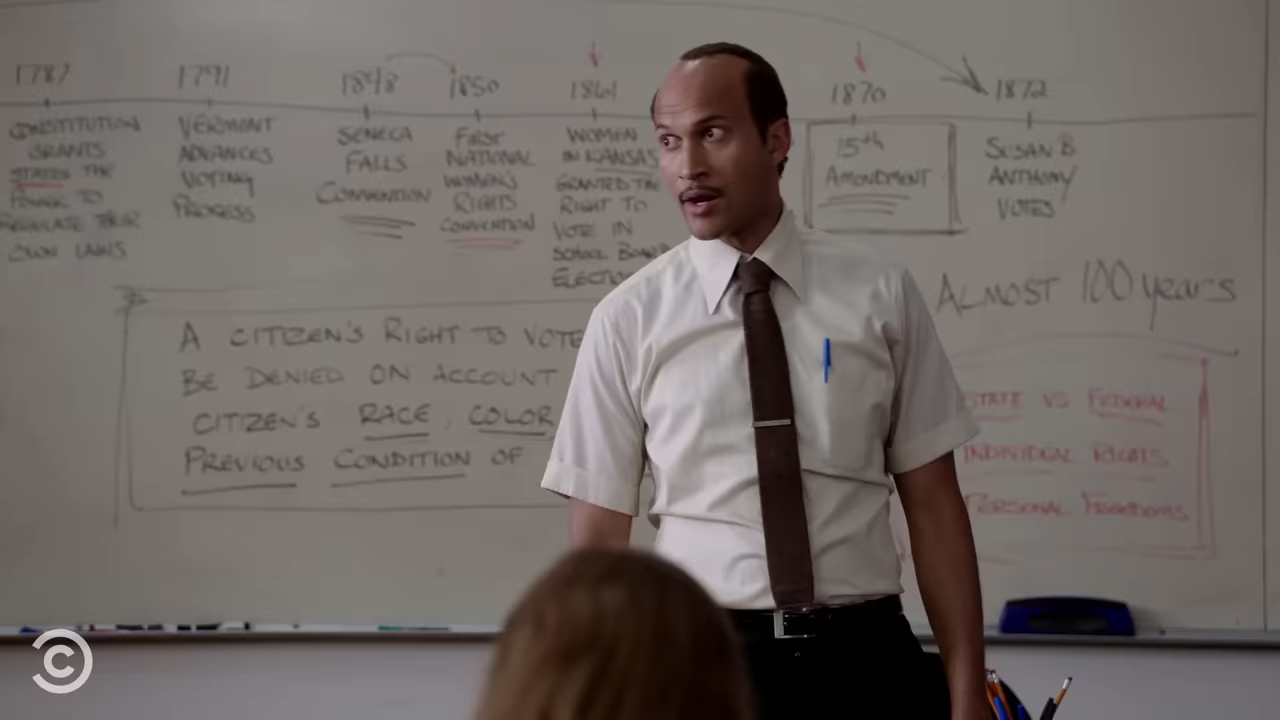 1787
CONSTITUTION
GRANTS
STATES THE
POWER TO
REGULATE THEIR
OWN LAWS
1791
VERMONT
ADVANCES
VOTING
PROCESS
1848
SENECA
FALLS
CONVENTION
1850
FIRST
NATIONAL
WOMEN'S
RIGHTS
CONVENTION
1861
WOMEN
IN KANSAS
GRANTED THE
RIGHT TO
VOTE IN
SCHOOL BOARD
ELECTIO
1870
15th
AMENDMENT
1872
SUSAN B
ANTHONY
VOTES
ALMOST 100 years
A CITIZEN'S RIGHT TO VOTE
BE DENIED ON ACCOUNT
CITIZEN'S RACE, COLOR
PREVIOUS CONDITION OF
STATE VS FEDERAL
INDIVIDUAL RIGHTS
PERSONAL FREEDOMS